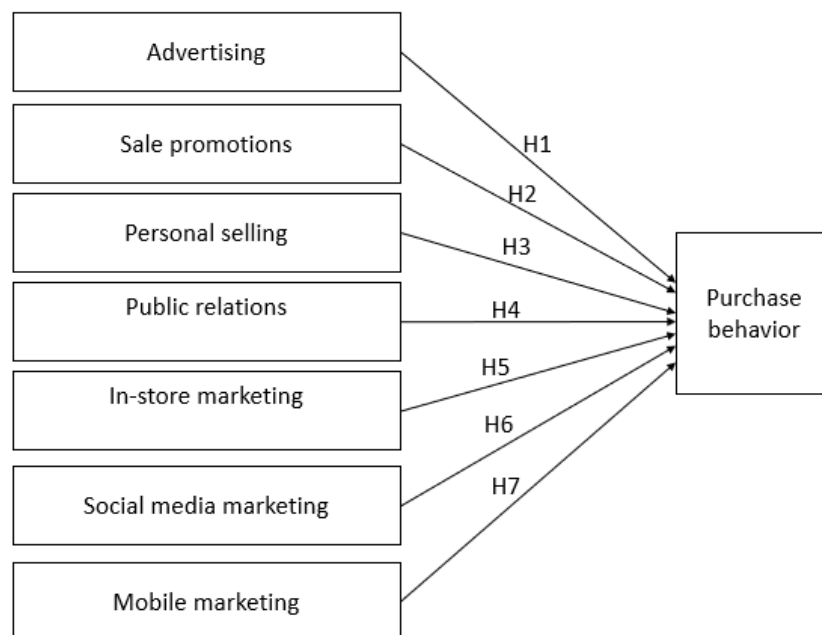 Advertising
H1
Sale promotions
H2
Personal selling
H3
Public relations
H4
In-store marketing
H5
Social media marketing
H6
Mobile marketing
H7
Purchase
behavior